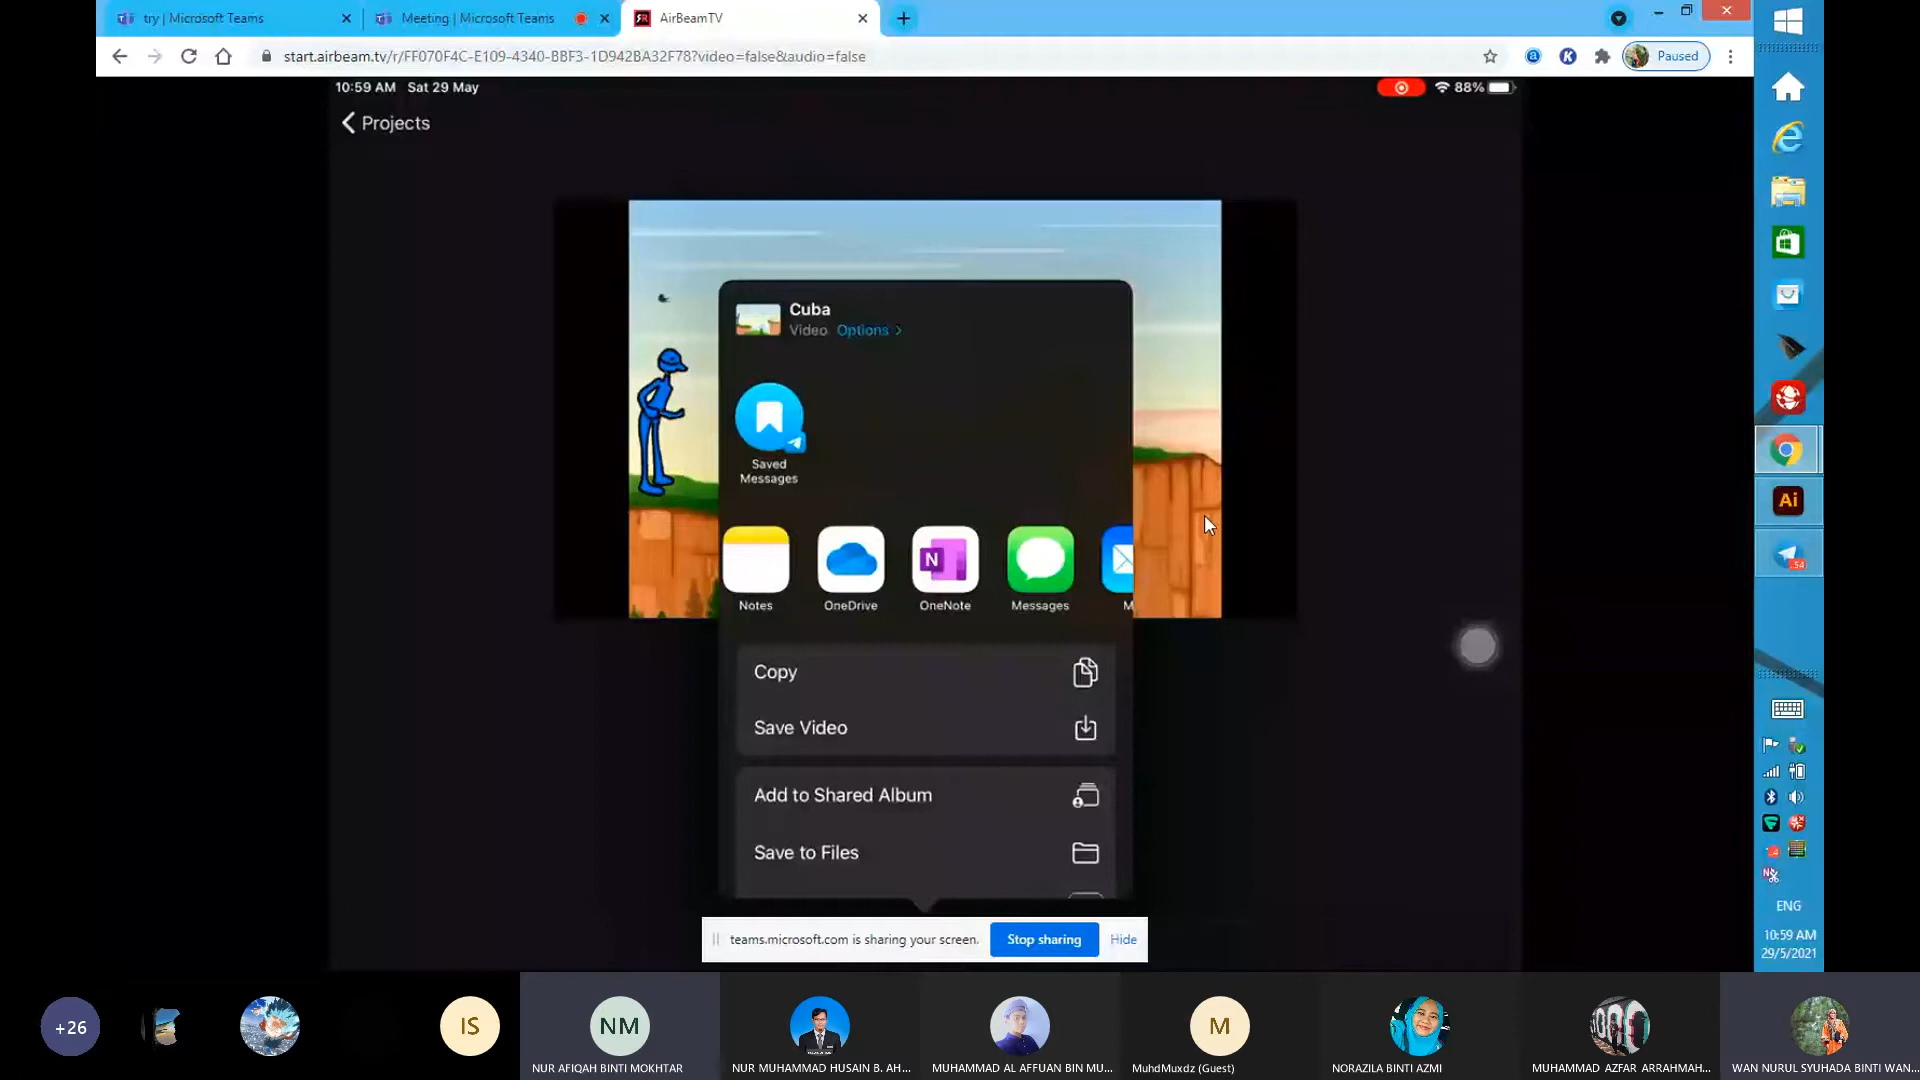 try | Microsoft Teams
Meeting | Microsoft Teams
AirBeamTV
start.airbeam.tv/r/FF070F4C-E109-4340-BBF3-1D942BA32F78?video=false&audio=false
Paused
10:59 AM Sat 29 May
88%
Projects
Cuba
Video Options >
Saved
Messages
Notes
OneDrive
N
OneNote
Messages
M
Copy
Save Video
Add to Shared Album
Save to Files
Ai
54
ENG
10:59 AM
29/5/2021
teams.microsoft.com is sharing your screen.
Stop sharing
Hide
+26
IS
NM
M
NUR AFIQAH BINTI MOKHTAR
NUR MUHAMMAD HUSAIN B. AH...
MUHAMMAD AL AFFUAN BIN MU...
MuhdMuxdz (Guest)
NORAZILA BINTI AZMI
MUHAMMAD AZFAR ARRAHMAH...
WAN NURUL SYUHADA BINTI WAN...